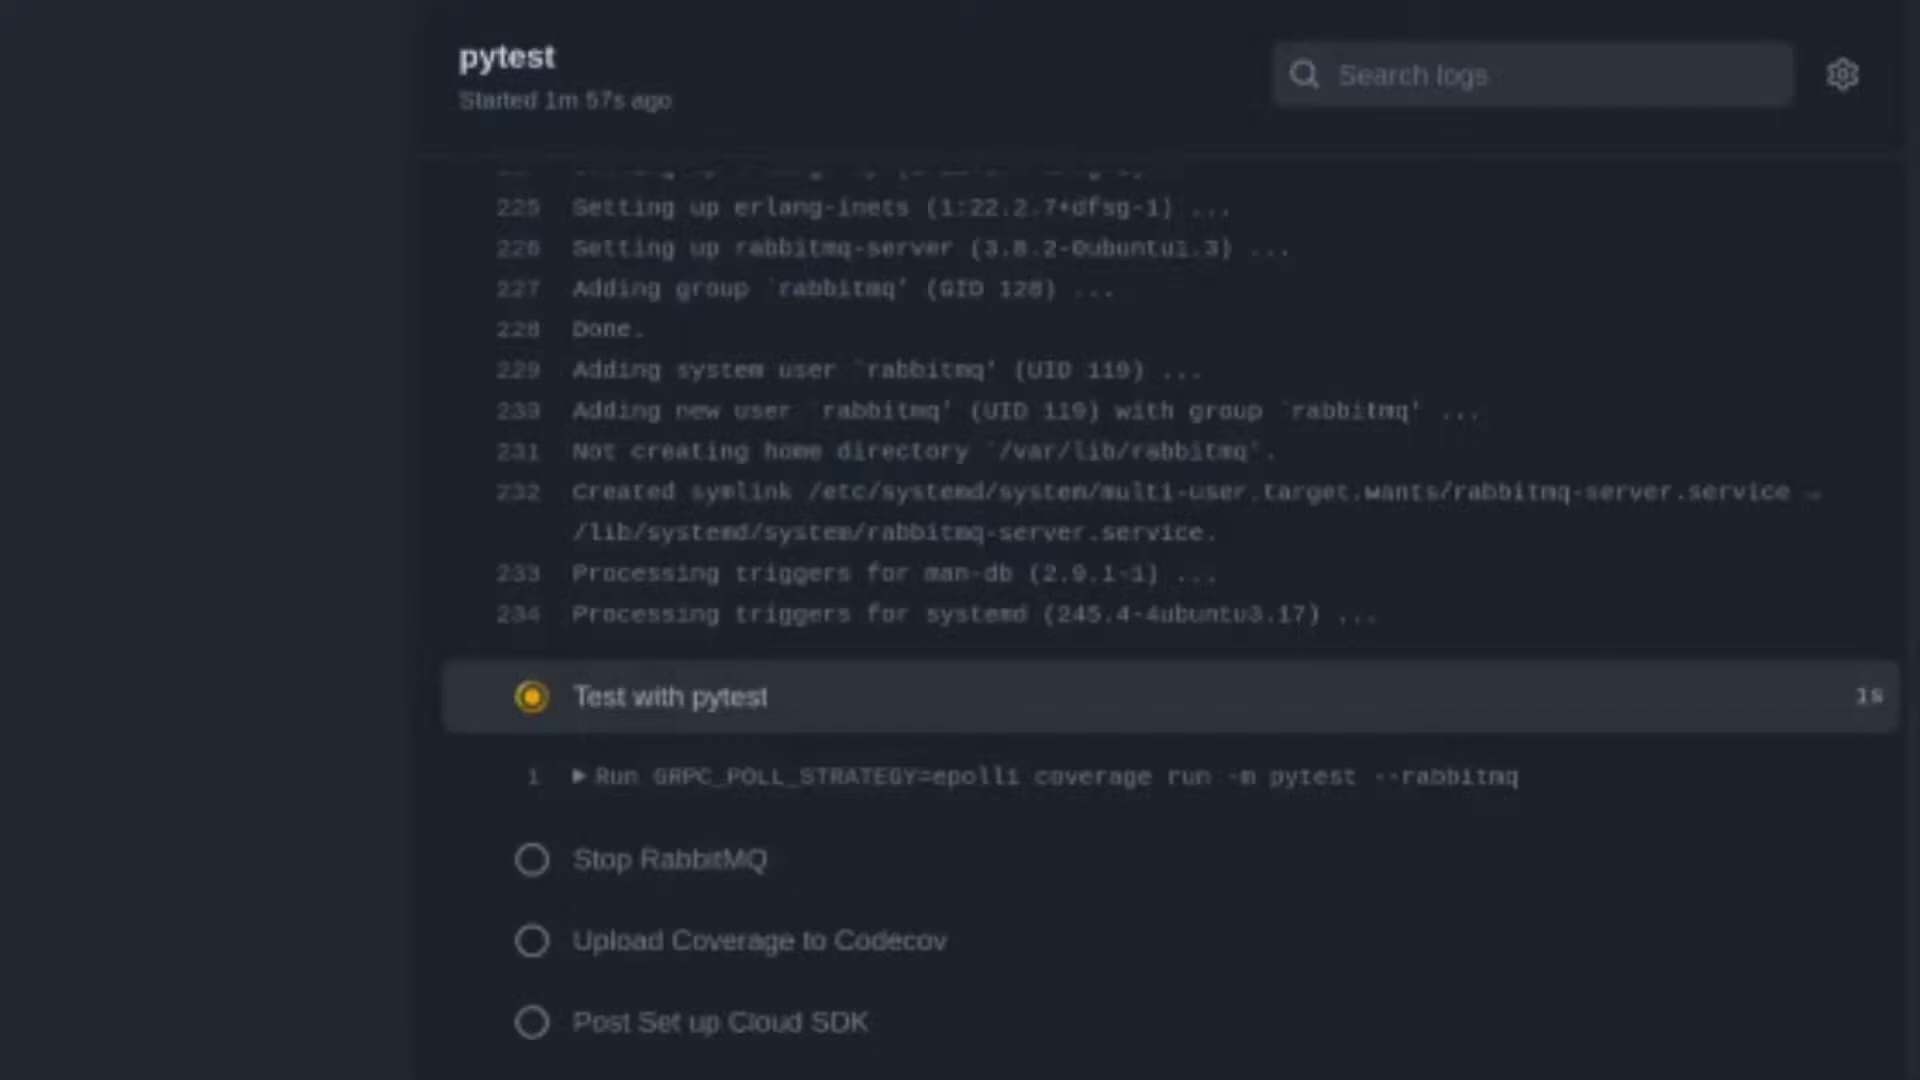 pytest
Started 1m 57s ago
Search logs
225 Setting up erlang-inets (1:22.2.7+dfsg-1) ...
226 Setting up rabbitmq-server (3.8.2-0ubuntu1.3) ...
227 Adding group `rabbitmq' (GID 128) ...
228 Done.
229 Adding system user `rabbitmq' (UID 119) ...
230 Adding new user `rabbitmq' (UID 119) with group `rabbitmq' ...
231 Not creating home directory `/var/lib/rabbitmq'.
232 Created symlink /etc/systemd/system/multi-user.target.wants/rabbitmq-server.service →
/lib/systemd/system/rabbitmq-server.service.
233 Processing triggers for man-db (2.9.1-1) ...
234 Processing triggers for systemd (245.4-4ubuntu3.17) ...
Test with pytest 1s
1 ▶ Run GRPC_POLL_STRATEGY=epoll1 coverage run -m pytest --rabbitmq
Stop RabbitMQ
Upload Coverage to Codecov
Post Set up Cloud SDK